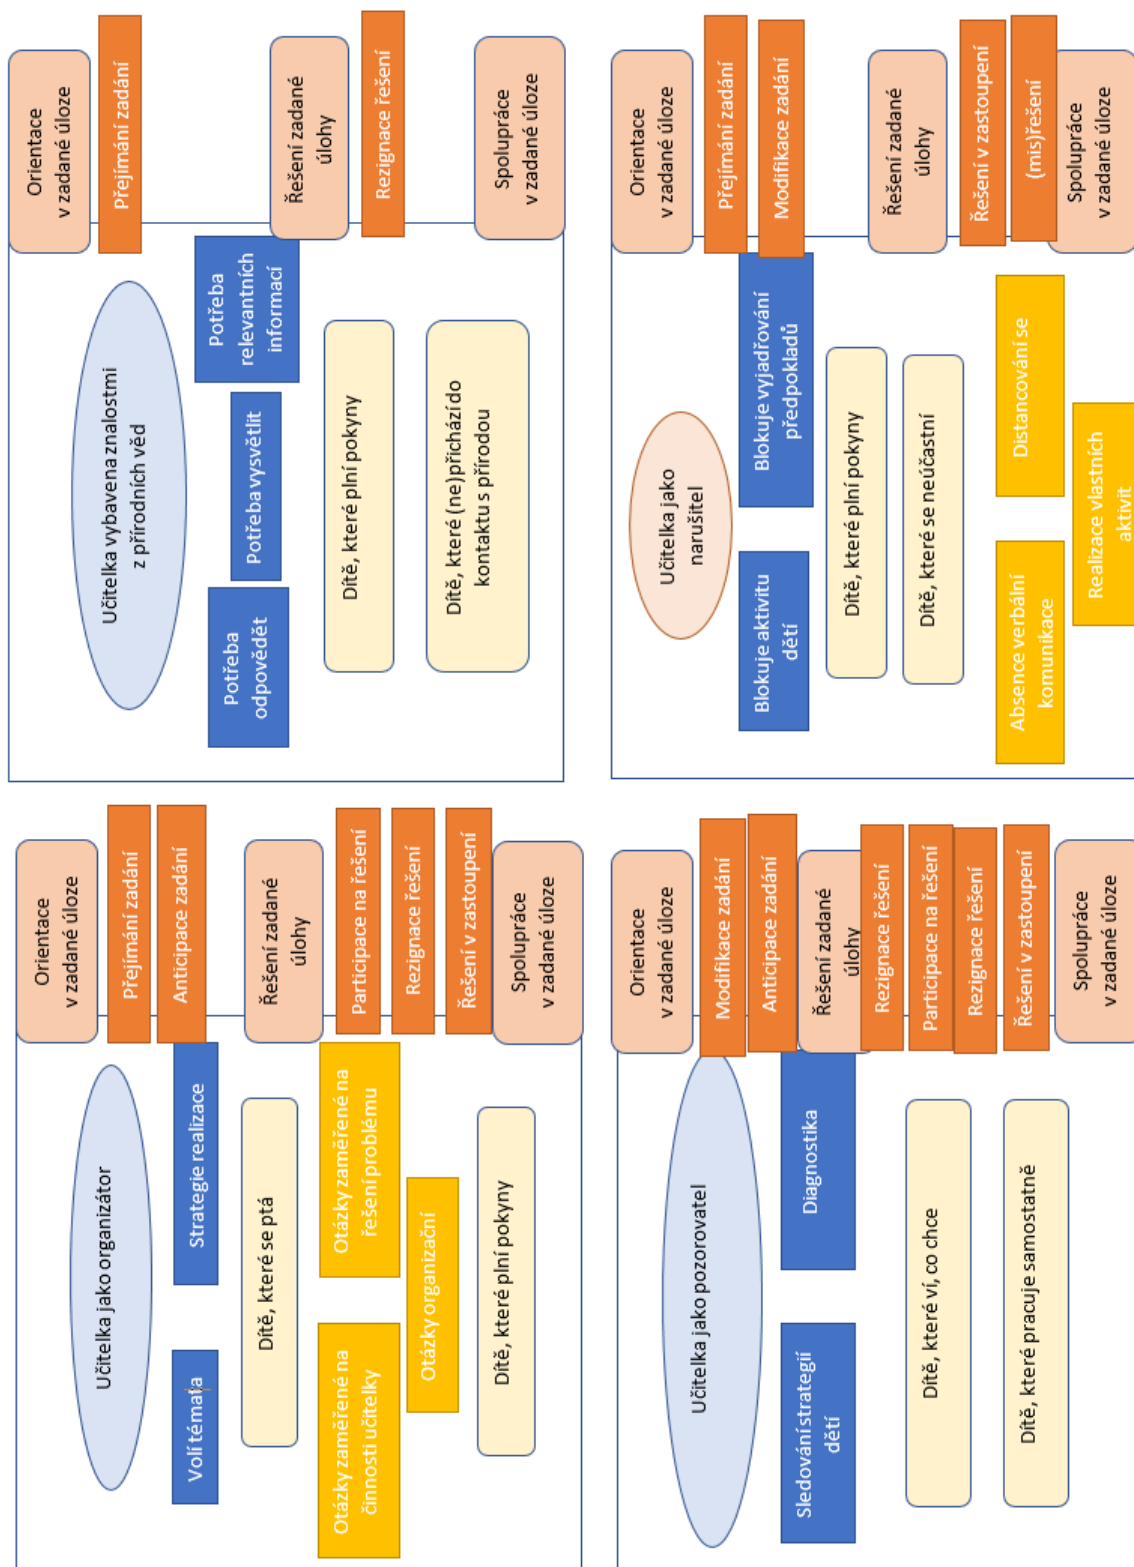 Učitelka jako organizátor
Volí témata
Strategie realizace
Dítě, které se ptá
Otázky zaměřené na
činnosti učitelky
Otázky zaměřené na
řešení problému
Otázky organizační
Dítě, které plní pokyny
Orientace
v zadané úloze
Přejímání zadání
Anticipace zadání
Řešení zadané
úlohy
Participace na řešení
Rezignace řešení
Řešení v zastoupení
Spolupráce
v zadané úloze
Učitelka vybavena znalostmi
z přírodních věd
Potřeba
odpovědět
Potřeba vysvětlit
Potřeba
relevantních
informací
Dítě, které plní pokyny
Dítě, které (ne)přichází do
kontaktu s přírodou
Orientace
v zadané úloze
Přejímání zadání
Řešení zadané
úlohy
Rezignace řešení
Spolupráce
v zadané úloze
Učitelka jako pozorovatel
Sledování strategií
dětí
Diagnostika
Dítě, které ví, co chce
Dítě, které pracuje samostatně
Orientace
v zadané úloze
Modifikace zadání
Anticipace zadání
Řešení zadané
úlohy
Rezignace řešení
Participace na řešení
Rezignace řešení
Řešení v zastoupení
Spolupráce
v zadané úloze
Učitelka jako
narušitel
Blokuje aktivitu
dětí
Blokuje vyjadřování
předpokladů
Dítě, které plní pokyny
Dítě, které se neúčastní
Absence verbální
komunikace
Distancování se
Realizace vlastních
aktivit
Orientace
v zadané úloze
Přejímání zadání
Modifikace zadání
Řešení zadané
úlohy
Řešení v zastoupení
(mis)řešení
Spolupráce
v zadané úloze